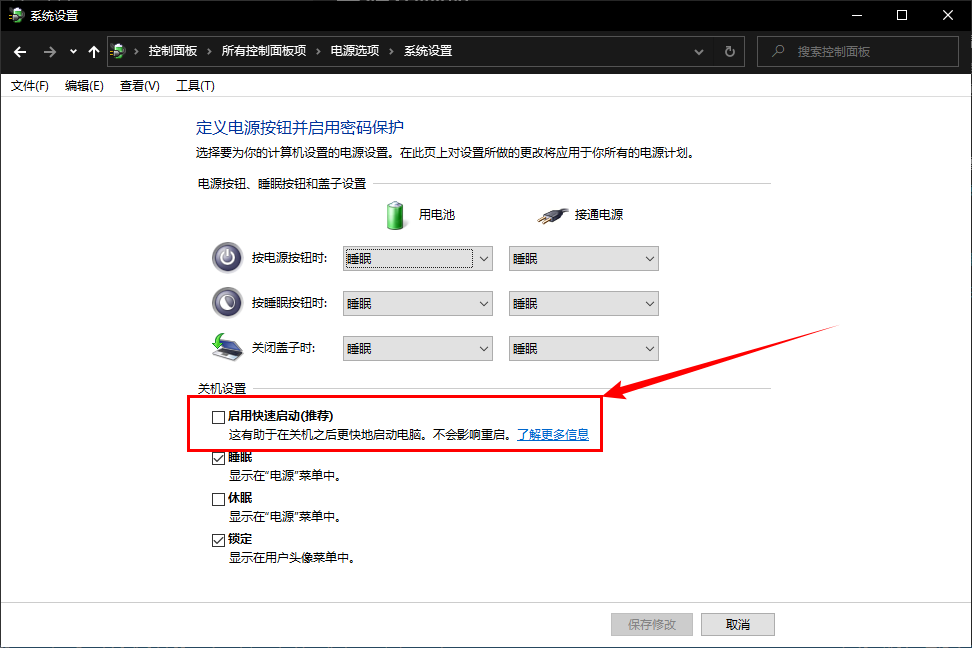 系统设置
控制面板 › 所有控制面板项 › 电源选项 › 系统设置
搜索控制面板
文件(F) 编辑(E) 查看(V) 工具(T)
定义电源按钮并启用密码保护
选择要为你的计算机设置的电源设置。在此页上对设置所做的更改将应用于你所有的电源计划。
电源按钮、睡眠按钮和盖子设置
用电池 接通电源
按电源按钮时: 睡眠 睡眠
按睡眠按钮时: 睡眠 睡眠
关闭盖子时: 睡眠 睡眠
关机设置
启用快速启动(推荐)
这有助于在关机之后更快地启动电脑。不会影响重启。了解更多信息
睡眠
显示在“电源”菜单中。
休眠
显示在“电源”菜单中。
锁定
显示在用户头像菜单中。
保存修改 取消